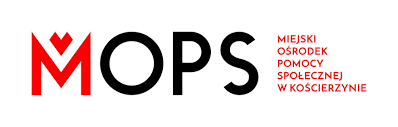 MOPS
MIEJSKI
OŚRODEK
POMOCY
SPOŁECZNEJ
W KOŚCIERZYNIE